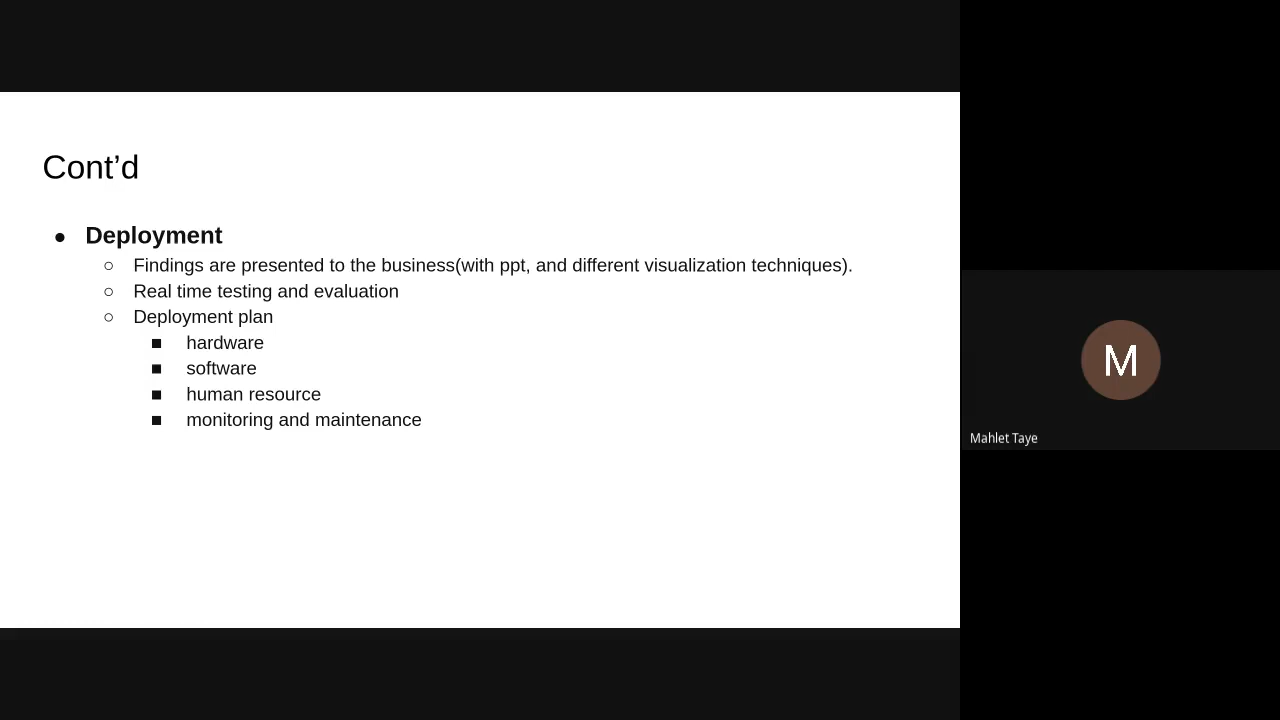 Cont’d
● Deployment
○ Findings are presented to the business(with ppt, and different visualization techniques).
○ Real time testing and evaluation
○ Deployment plan
■ hardware
■ software
■ human resource
■ monitoring and maintenance
M
Mahlet Taye